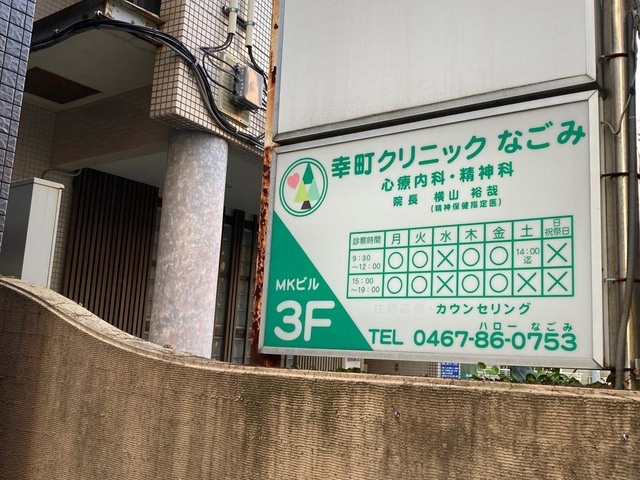 幸町クリニック なごみ
心療内科・精神科
院長 横山 裕哉
(精神保健指定医)
診察時間 月 火 水 木 金 土 日祝祭日
9:30～12:00 ○ ○ × ○ ○ 14:00迄 ×
15:00～19:00 ○ ○ × ○ ○ × ×
カウンセリング
MKビル
3F
ハロー なごみ
TEL 0467-86-0753